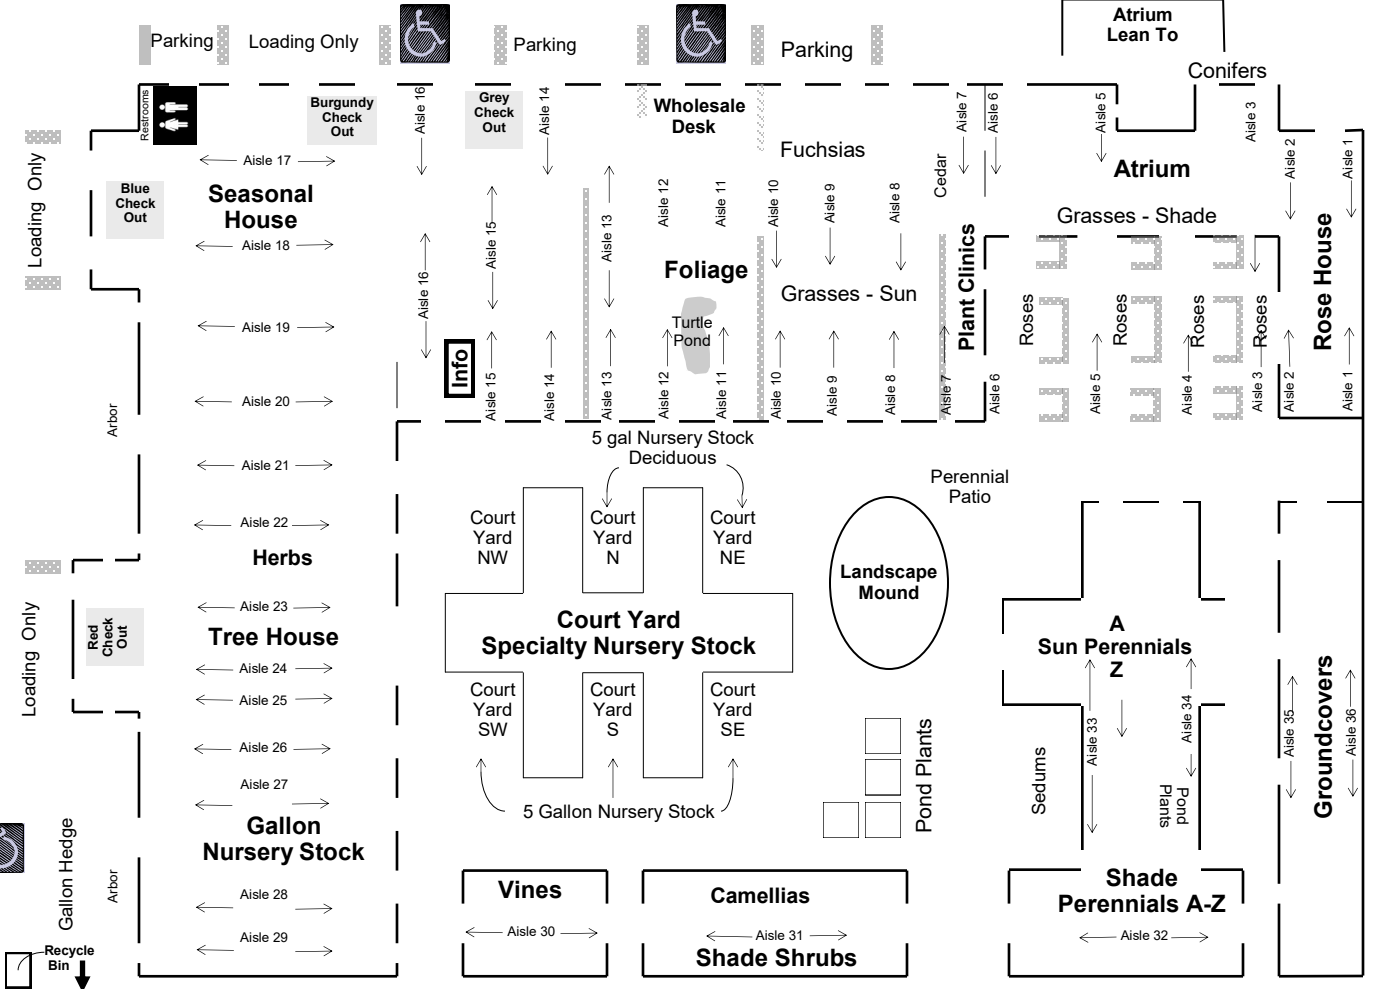 Atrium
Lean To
Parking
Loading Only
Parking
Parking
Conifers
Restrooms
Burgundy
Check
Out
Aisle 16
Grey
Check
Out
Aisle 14
Wholesale
Desk
Fuchsias
Aisle 7
Aisle 6
Aisle 5
Aisle 3
Aisle 2
Aisle 1
Loading Only
Aisle 17
Blue
Check
Out
Seasonal
House
Aisle 18
Aisle 16
Aisle 15
Aisle 13
Aisle 12
Aisle 11
Aisle 10
Aisle 9
Aisle 8
Cedar
Atrium
Grasses - Shade
Foliage
Grasses - Sun
Plant Clinics
Rose House
Turtle
Pond
Roses
Roses
Roses
Roses
Aisle 19
Info
Aisle 15
Aisle 14
Aisle 13
Aisle 12
Aisle 11
Aisle 10
Aisle 9
Aisle 8
Aisle 7
Aisle 6
Aisle 5
Aisle 4
Aisle 3
Aisle 2
Aisle 1
Arbor
Aisle 20
Aisle 21
Aisle 22
5 gal Nursery Stock
Deciduous
Perennial
Patio
Court
Yard
NW
Court
Yard
N
Court
Yard
NE
Herbs
Landscape
Mound
Loading Only
Red
Check
Out
Aisle 23
Tree House
Aisle 24
Aisle 25
Court Yard
Specialty Nursery Stock
A
Sun Perennials
Z
Court
Yard
SW
Court
Yard
S
Court
Yard
SE
Aisle 26
Aisle 27
5 Gallon Nursery Stock
Pond Plants
Sedums
Aisle 33
Aisle 34
Pond
Plants
Aisle 35
Aisle 36
Groundcovers
Gallon
Nursery Stock
Gallon Hedge
Arbor
Aisle 28
Aisle 29
Vines
Aisle 30
Camellias
Aisle 31
Shade Shrubs
Shade
Perennials A-Z
Aisle 32
Recycle
Bin